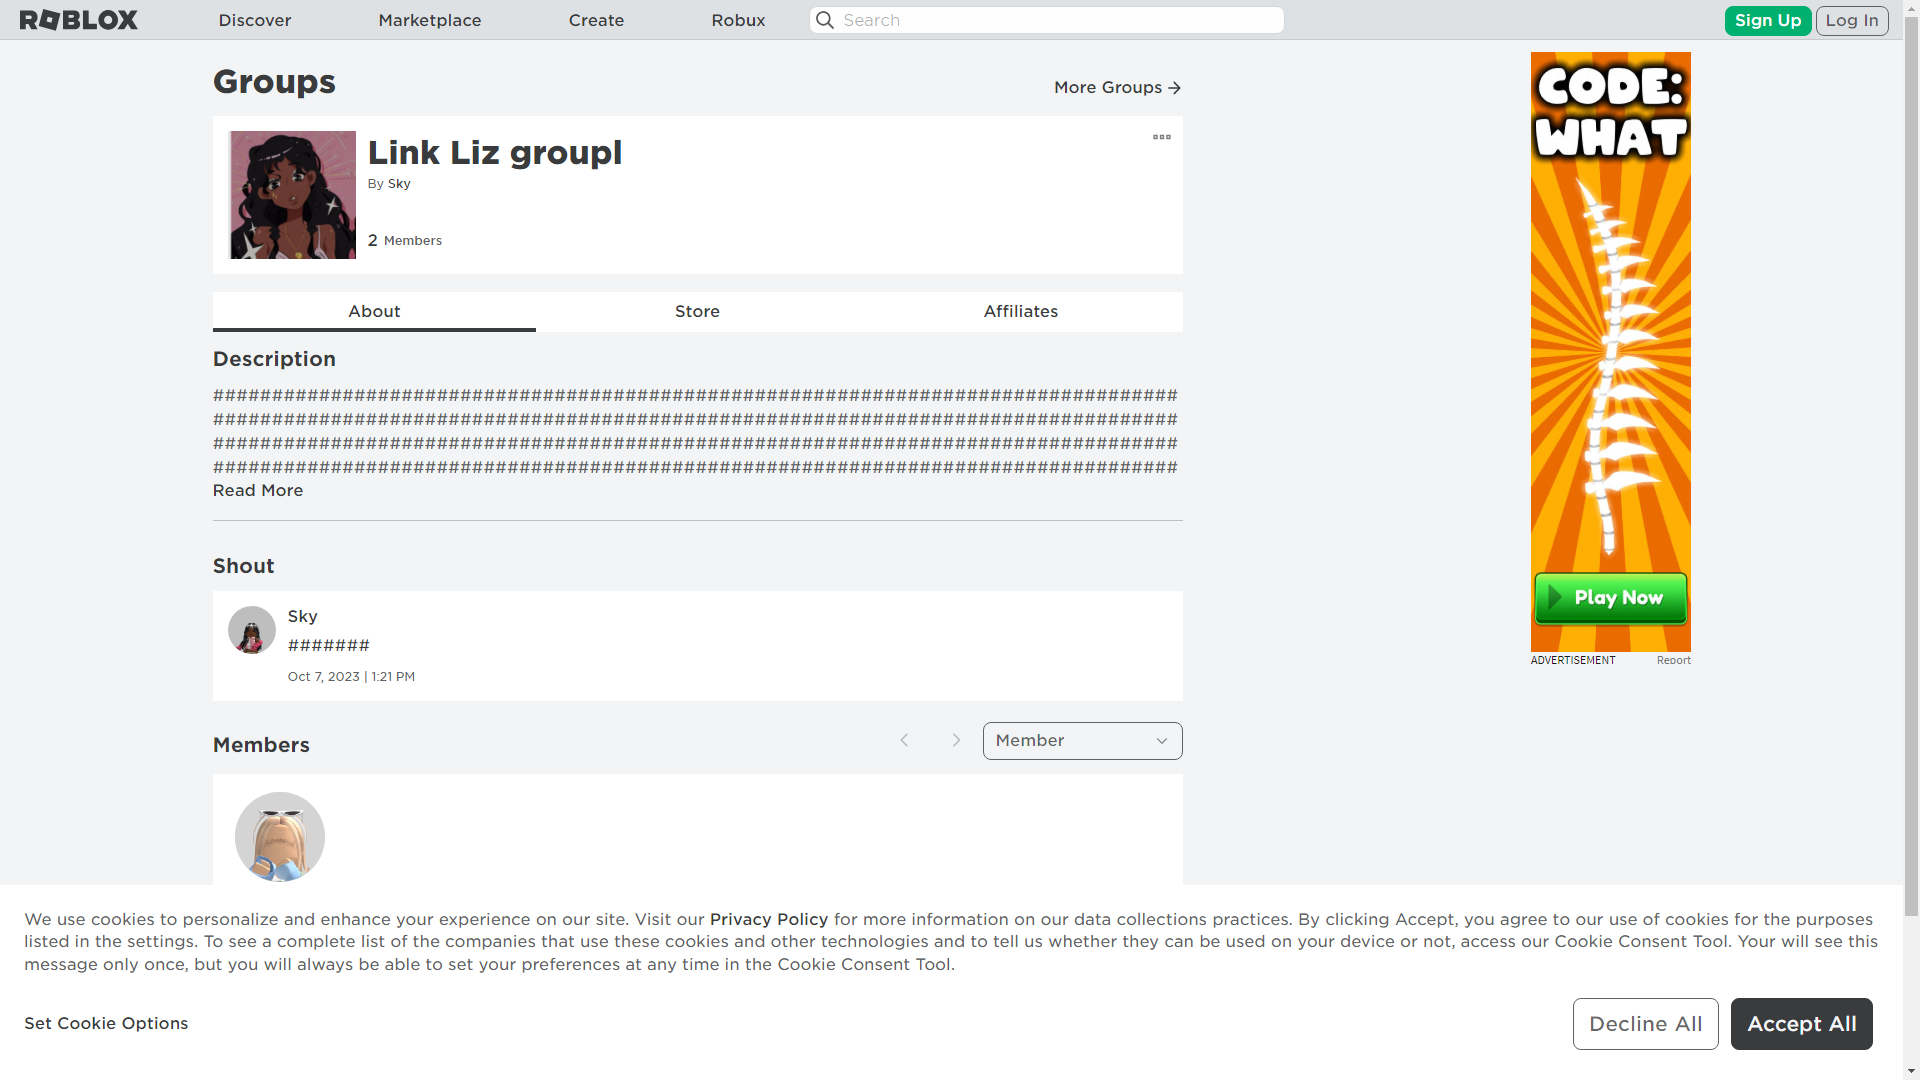 ROBLOX
Discover
Marketplace
Create
Robux
Search
Sign Up
Log In
Groups
More Groups
Link Liz groupl
By Sky
2 Members
About
Store
Affiliates
Description
##################################################################################
##################################################################################
##################################################################################
##################################################################################
Read More
Shout
Sky
#######
Oct 7, 2023 | 1:21 PM
Members
Member
CODE:
WHAT
Play Now
ADVERTISEMENT
Report
We use cookies to personalize and enhance your experience on our site. Visit our Privacy Policy for more information on our data collections practices. By clicking Accept, you agree to our use of cookies for the purposes
listed in the settings. To see a complete list of the companies that use these cookies and other technologies and to tell us whether they can be used on your device or not, access our Cookie Consent Tool. Your will see this
message only once, but you will always be able to set your preferences at any time in the Cookie Consent Tool.
Set Cookie Options
Decline All
Accept All